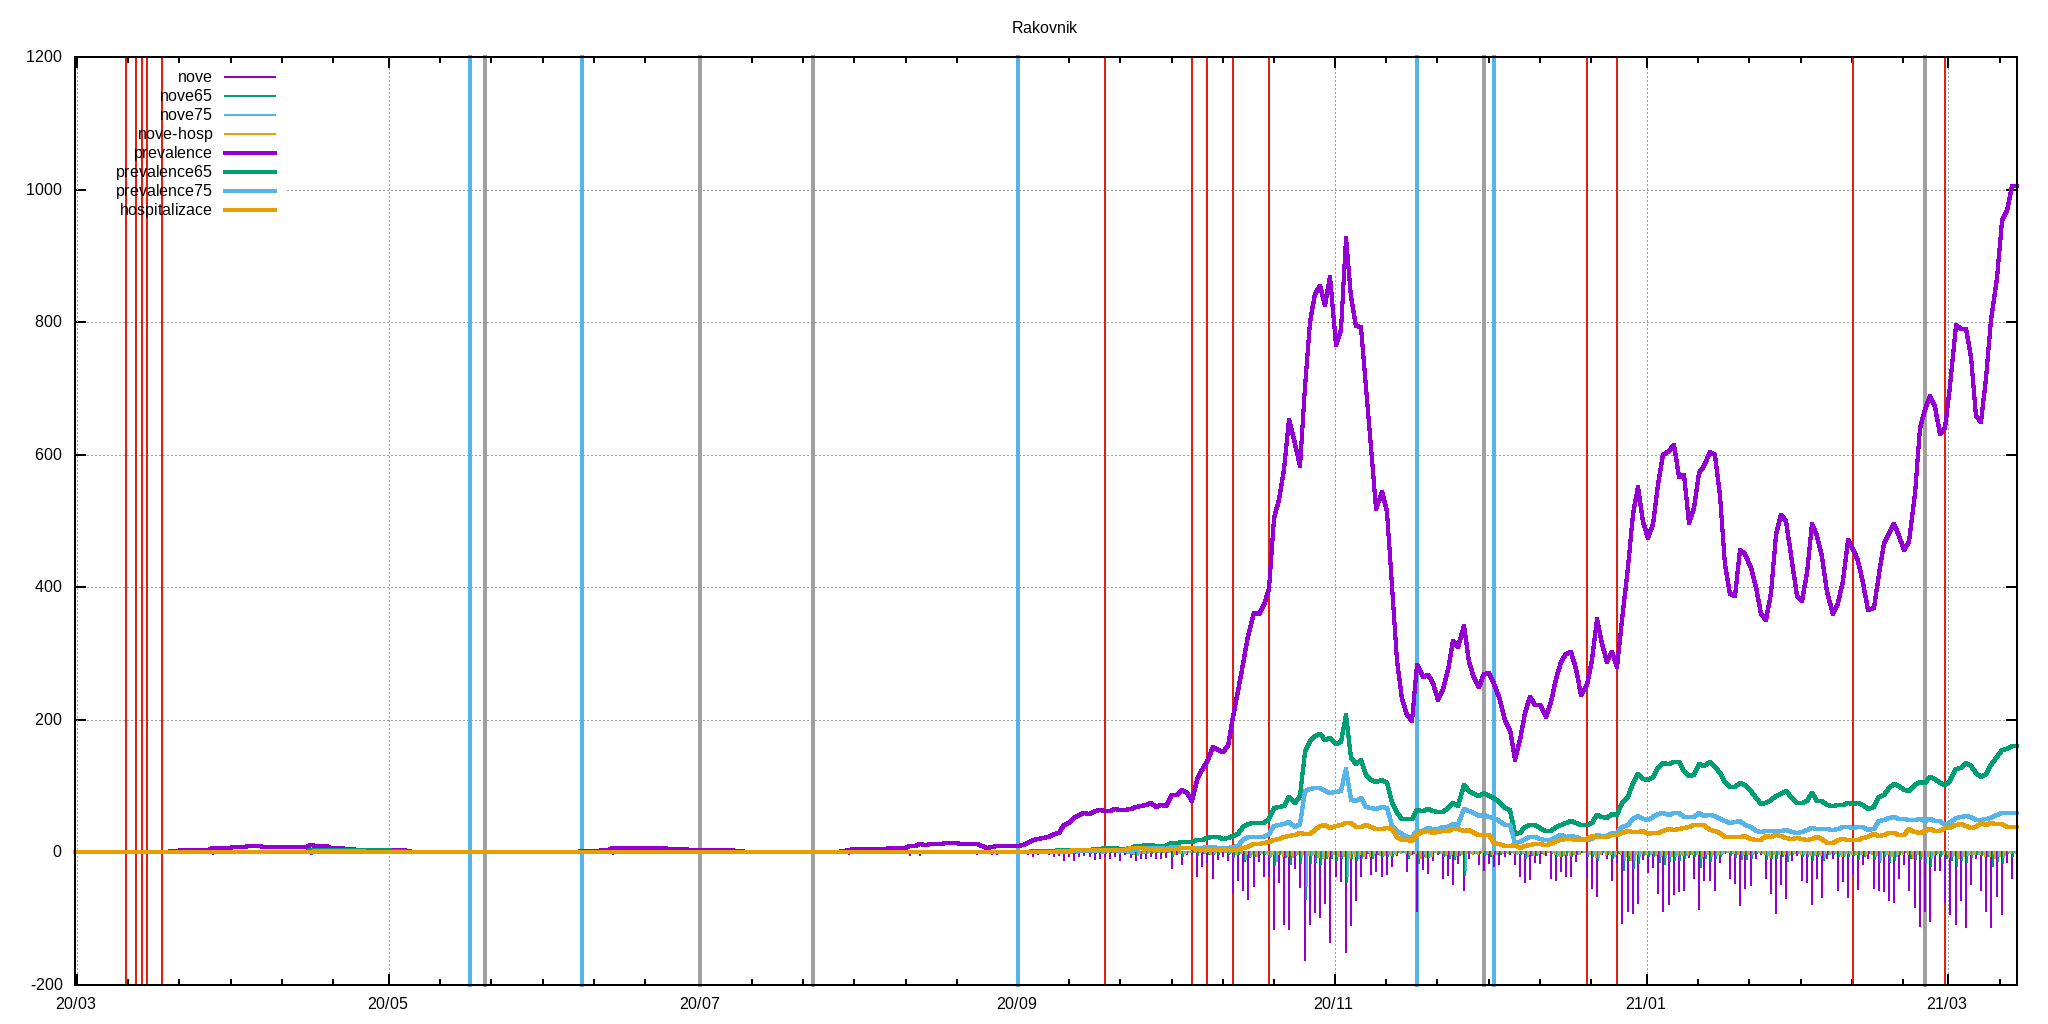 Rakovnik
1200
1000
800
600
400
200
0
-200
nove
nove65
nove75
nove-hosp
prevalence
prevalence65
prevalence75
hospitalizace
20/03 20/05 20/07 20/09 20/11 21/01 21/03